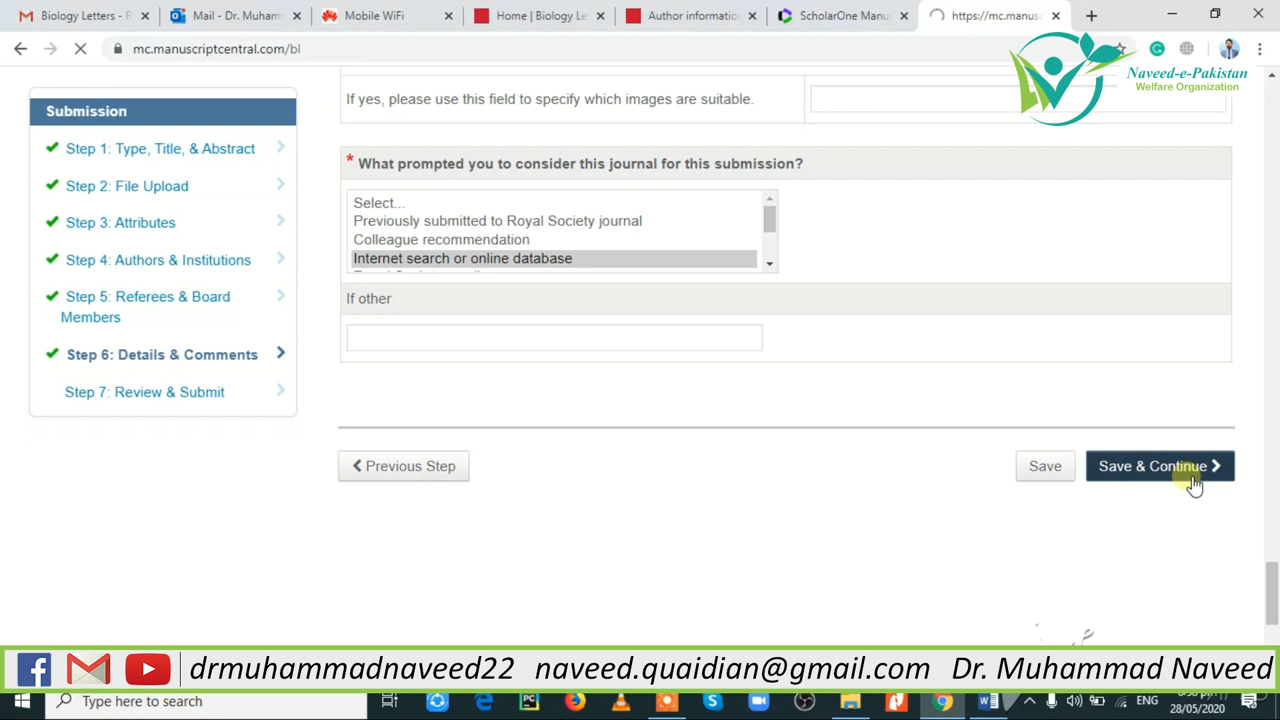 Biology Letters - R
Mail - Dr. Muhamm
Mobile WiFi
Home | Biology Le
Author informatio
ScholarOne Manus
https://mc.manusc
mc.manuscriptcentral.com/bl
Naveed-e-Pakistan
Welfare Organization
Submission
Step 1: Type, Title, & Abstract
Step 2: File Upload
Step 3: Attributes
Step 4: Authors & Institutions
Step 5: Referees & Board
Members
Step 6: Details & Comments
Step 7: Review & Submit
If yes, please use this field to specify which images are suitable.
* What prompted you to consider this journal for this submission?
Select...
Previously submitted to Royal Society journal
Colleague recommendation
Internet search or online database
If other
Previous Step
Save
Save & Continue
drmuhammadnaveed22 naveed.quaidian@gmail.com Dr. Muhammad Naveed
Type here to search
ENG
28/05/2020